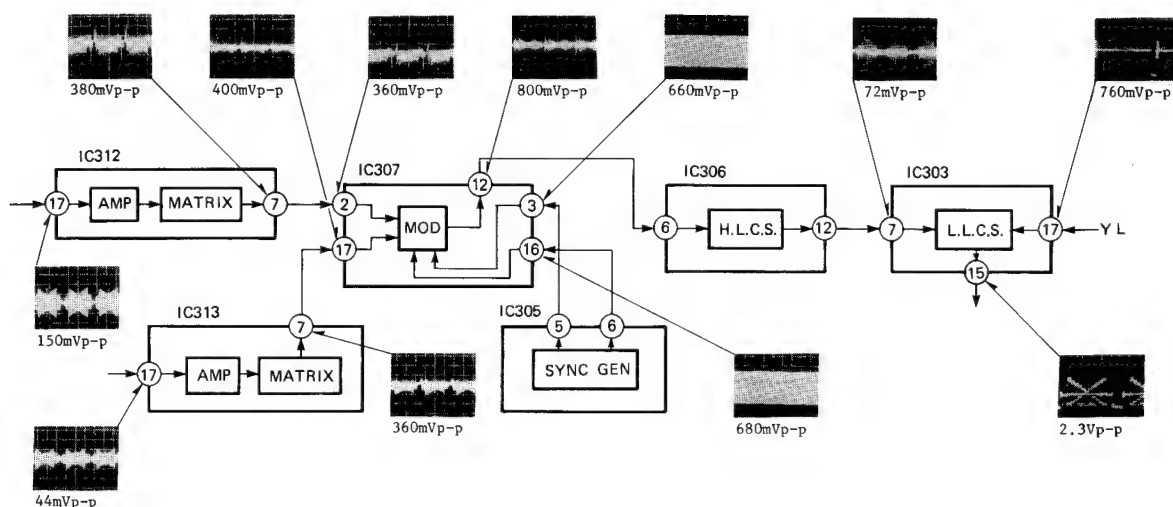 380mVp-p
400mVp-p
360mVp-p
800mVp-p
660mVp-p
72mVp-p
760mVp-p
IC312
17
AMP
MATRIX
7
IC307
2
17
MOD
12
3
16
IC306
6
H.L.C.S.
12
IC303
7
L.L.C.S.
17
YL
15
150mVp-p
IC313
7
17
AMP
MATRIX
IC305
5
6
SYNC GEN
44mVp-p
360mVp-p
680mVp-p
2.3Vp-p